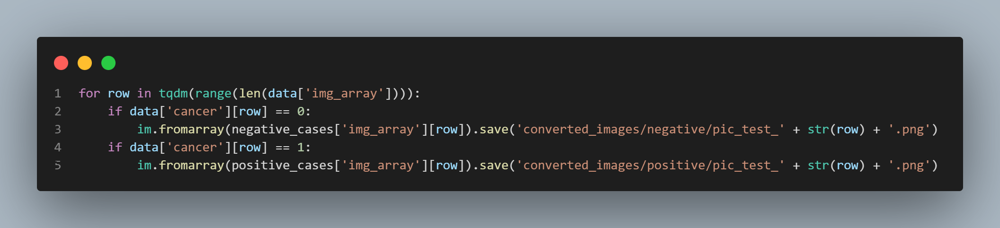 1 for row in tqdm(range(len(data['img_array']))):
2     if data['cancer'][row] == 0:
3         im.fromarray(negative_cases['img_array'][row]).save('converted_images/negative/pic_test_' + str(row) + '.png')
4     if data['cancer'][row] == 1:
5         im.fromarray(positive_cases['img_array'][row]).save('converted_images/positive/pic_test_' + str(row) + '.png')